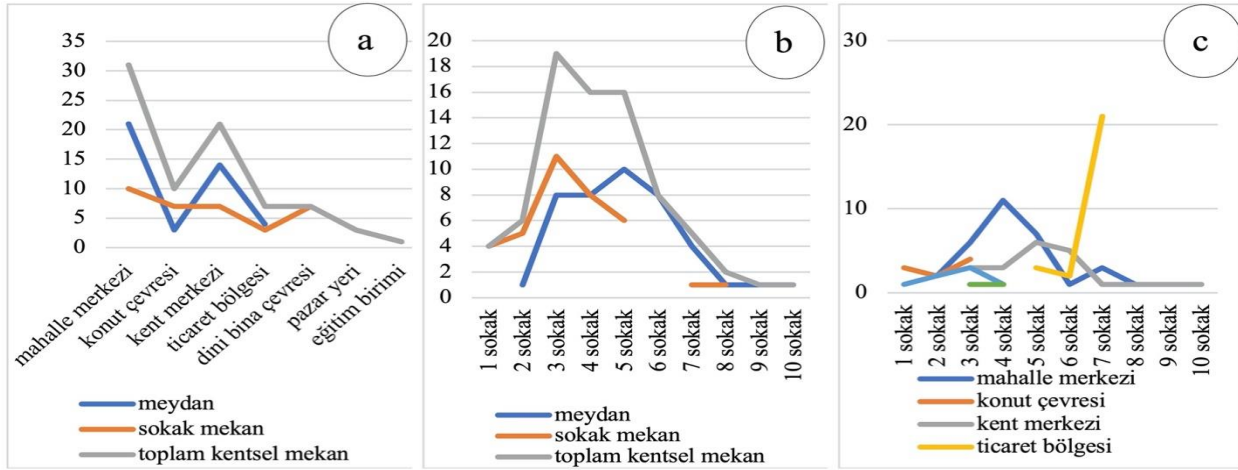 a
35
30
25
20
15
10
5
0
mahalle merkezi
konut çevresi
kent merkezi
ticaret bölgesi
dini bina çevresi
pazar yeri
eğitim birimi
meydan
sokak mekan
toplam kentsel mekan
b
20
18
16
14
12
10
8
6
4
2
0
1 sokak
2 sokak
3 sokak
4 sokak
5 sokak
6 sokak
7 sokak
8 sokak
9 sokak
10 sokak
meydan
sokak mekan
toplam kentsel mekan
c
30
20
10
0
1 sokak
2 sokak
3 sokak
4 sokak
5 sokak
6 sokak
7 sokak
8 sokak
9 sokak
10 sokak
mahalle merkezi
konut çevresi
kent merkezi
ticaret bölgesi